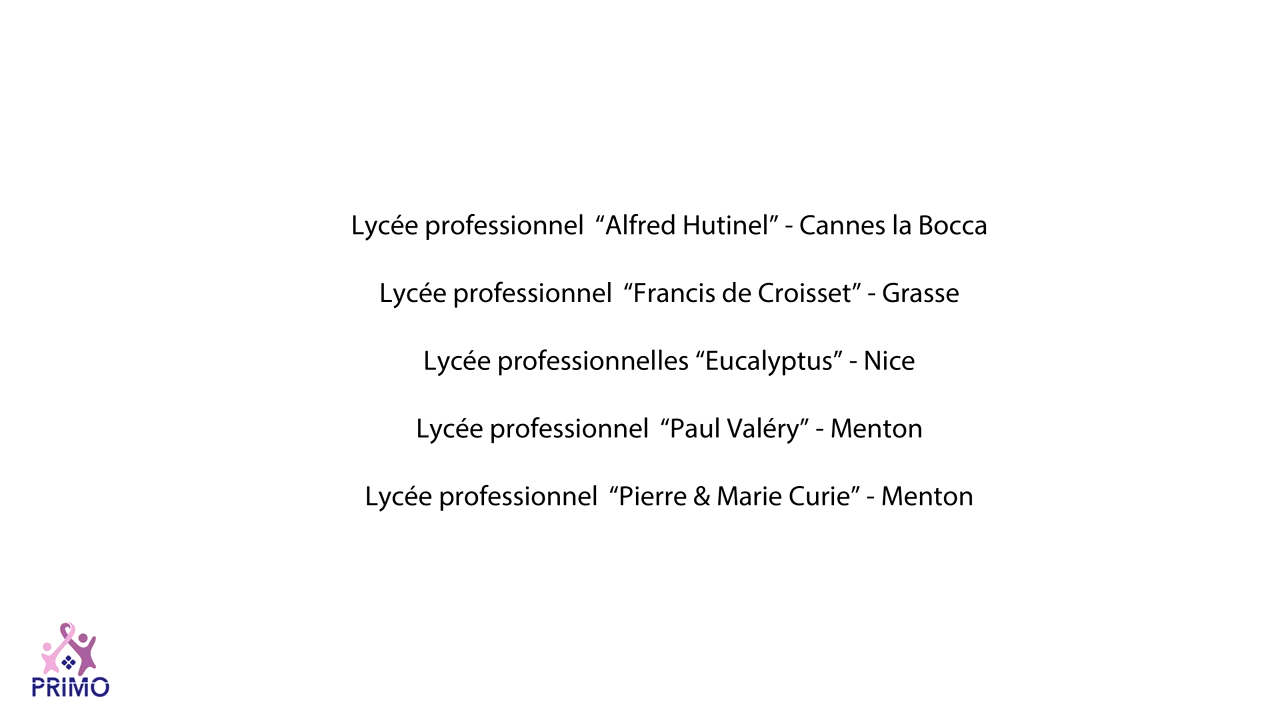 Lycée professionnel “Alfred Hutinel” - Cannes la Bocca
Lycée professionnel “Francis de Croisset” - Grasse
Lycée professionnelles “Eucalyptus” - Nice
Lycée professionnel “Paul Valéry” - Menton
Lycée professionnel “Pierre & Marie Curie” - Menton
PRIMO